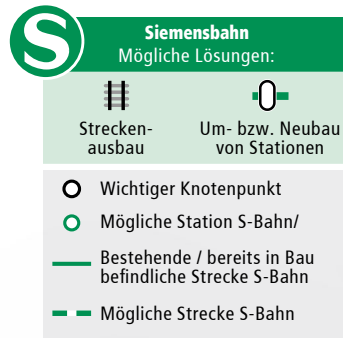 S
Siemensbahn
Mögliche Lösungen:
Strecken-
ausbau
Um- bzw. Neubau
von Stationen
Wichtiger Knotenpunkt
Mögliche Station S-Bahn/
Bestehende / bereits in Bau
befindliche Strecke S-Bahn
Mögliche Strecke S-Bahn